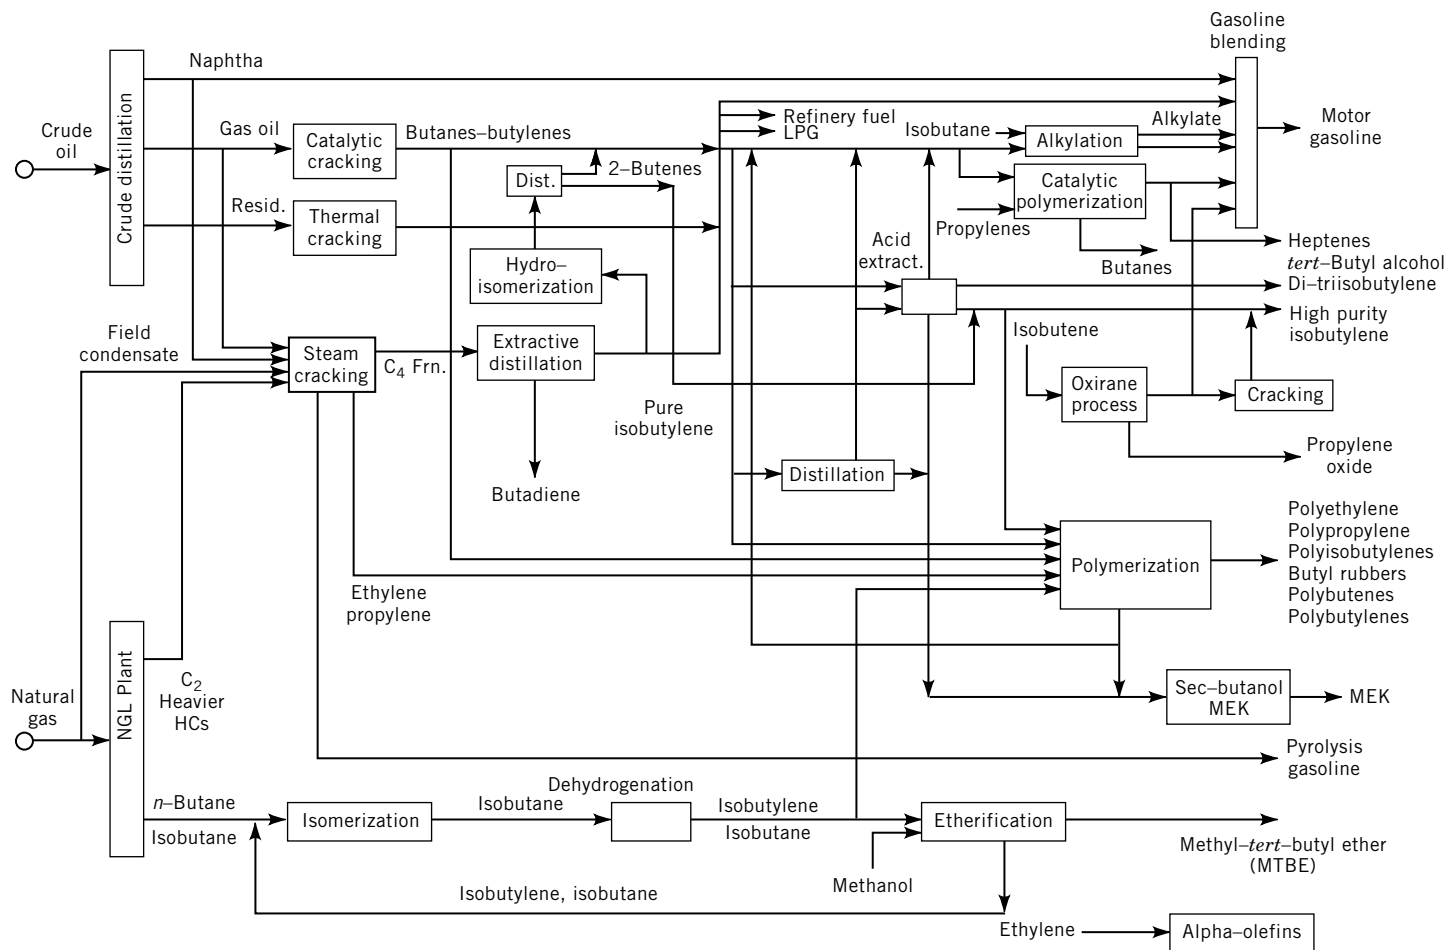 Gasoline
blending
Naphtha
Crude
oil
Crude distillation
Gas oil
Catalytic
cracking
Butanes–butylenes
Refinery fuel
LPG
Isobutane
Alkylation
Alkylate
Motor
gasoline
Dist.
2–Butenes
Catalytic
polymerization
Resid.
Thermal
cracking
Propylenes
Butanes
Acid
extract.
Heptenes
tert–Butyl alcohol
Di–triisobutylene
High purity
isobutylene
Hydro–
isomerization
Field
condensate
Steam
cracking
C4 Frn.
Extractive
distillation
Isobutene
Oxirane
process
Cracking
Pure
isobutylene
Propylene
oxide
Distillation
Butadiene
Polyethylene
Polypropylene
Polyisobutylenes
Butyl rubbers
Polybutenes
Polybutylenes
Polymerization
Ethylene
propylene
NGL Plant
C2
Heavier
HCs
Natural
gas
Sec–butanol
MEK
MEK
Pyrolysis
gasoline
n–Butane
Isobutane
Isomerization
Isobutane
Dehydrogenation
Isobutylene
Isobutane
Etherification
Methyl–tert–butyl ether
(MTBE)
Methanol
Isobutylene, isobutane
Ethylene
Alpha–olefins